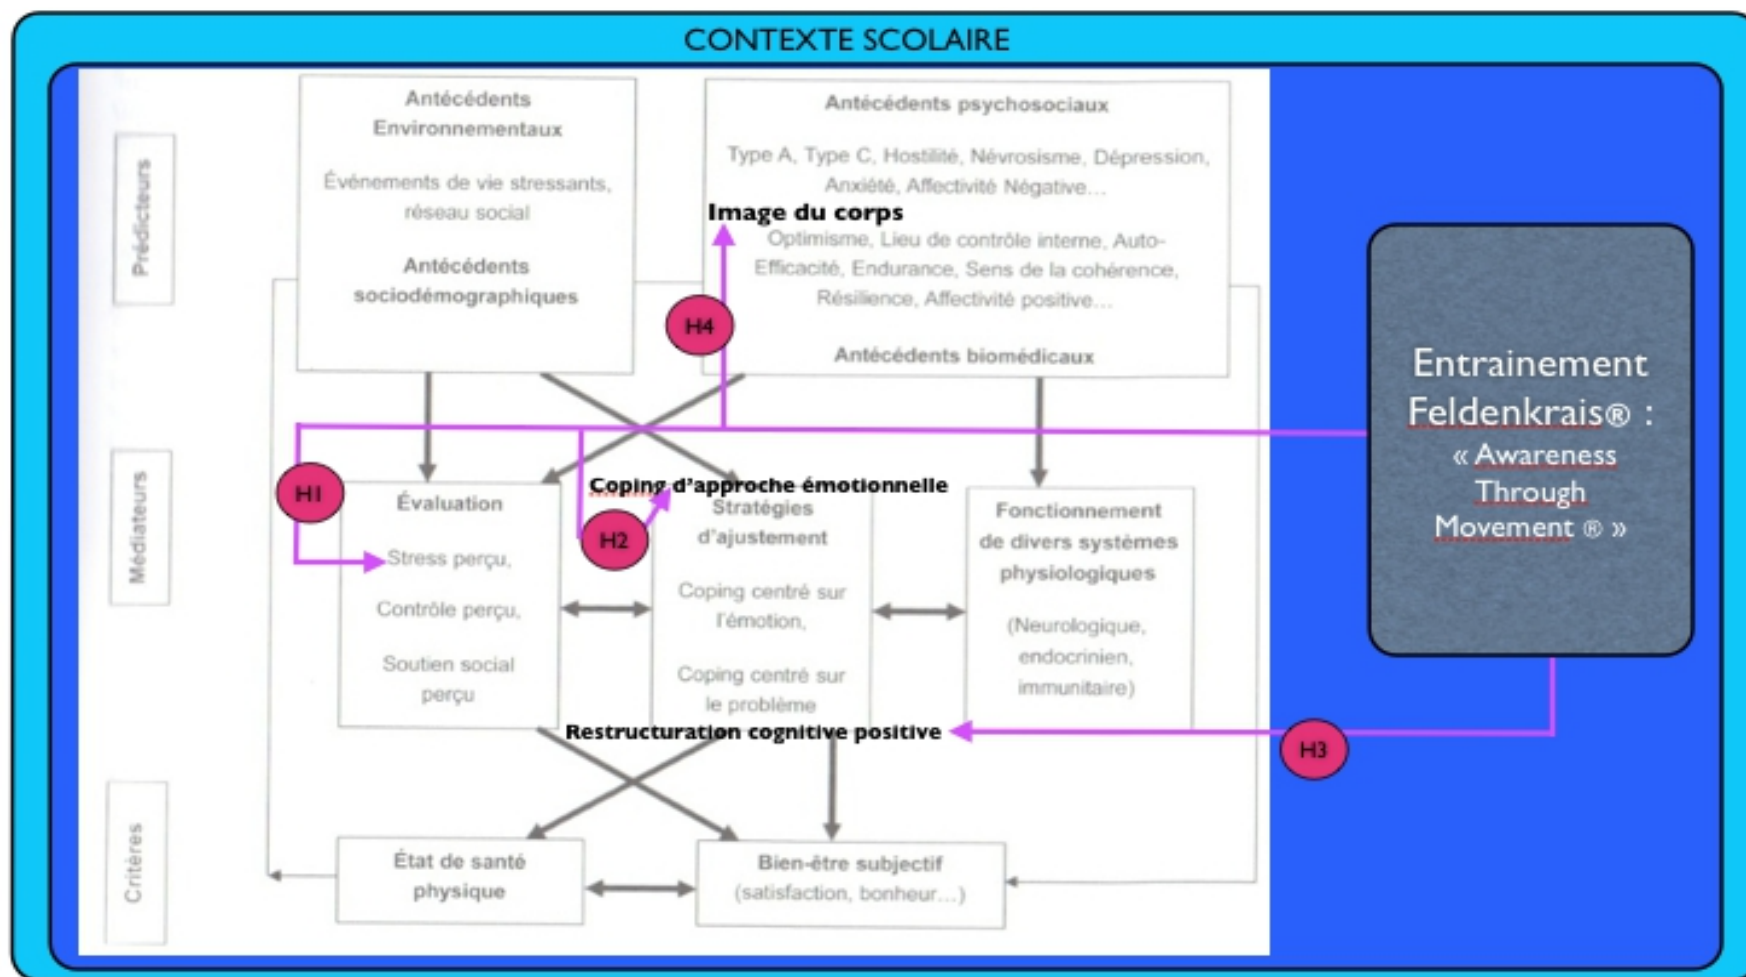 CONTEXTE SCOLAIRE
Prédicteurs
Antécédents
Environnementaux
Événements de vie stressants,
réseau social
Antécédents
sociodémographiques
Antécédents psychosociaux
Type A, Type C, Hostilité, Névrosisme, Dépression,
Anxiété, Affectivité Négative...
Image du corps
Optimisme, Lieu de contrôle interne, Auto-
Efficacité, Endurance, Sens de la cohérence,
Résilience, Affectivité positive...
Antécédents biomédicaux
H4
Entrainement
Feldenkrais® :
« Awareness
Through
Movement ® »
Médiateurs
H1
Évaluation
Stress perçu,
Contrôle perçu,
Soutien social
perçu
H2
Coping d'approche émotionnelle
Stratégies
d'ajustement
Coping centré sur
l'émotion,
Coping centré sur
le problème
Restructuration cognitive positive
Fonctionnement
de divers systèmes
physiologiques
(Neurologique,
endocrinien,
immunitaire)
H3
Critères
État de santé
physique
Bien-être subjectif
(satisfaction, bonheur...)